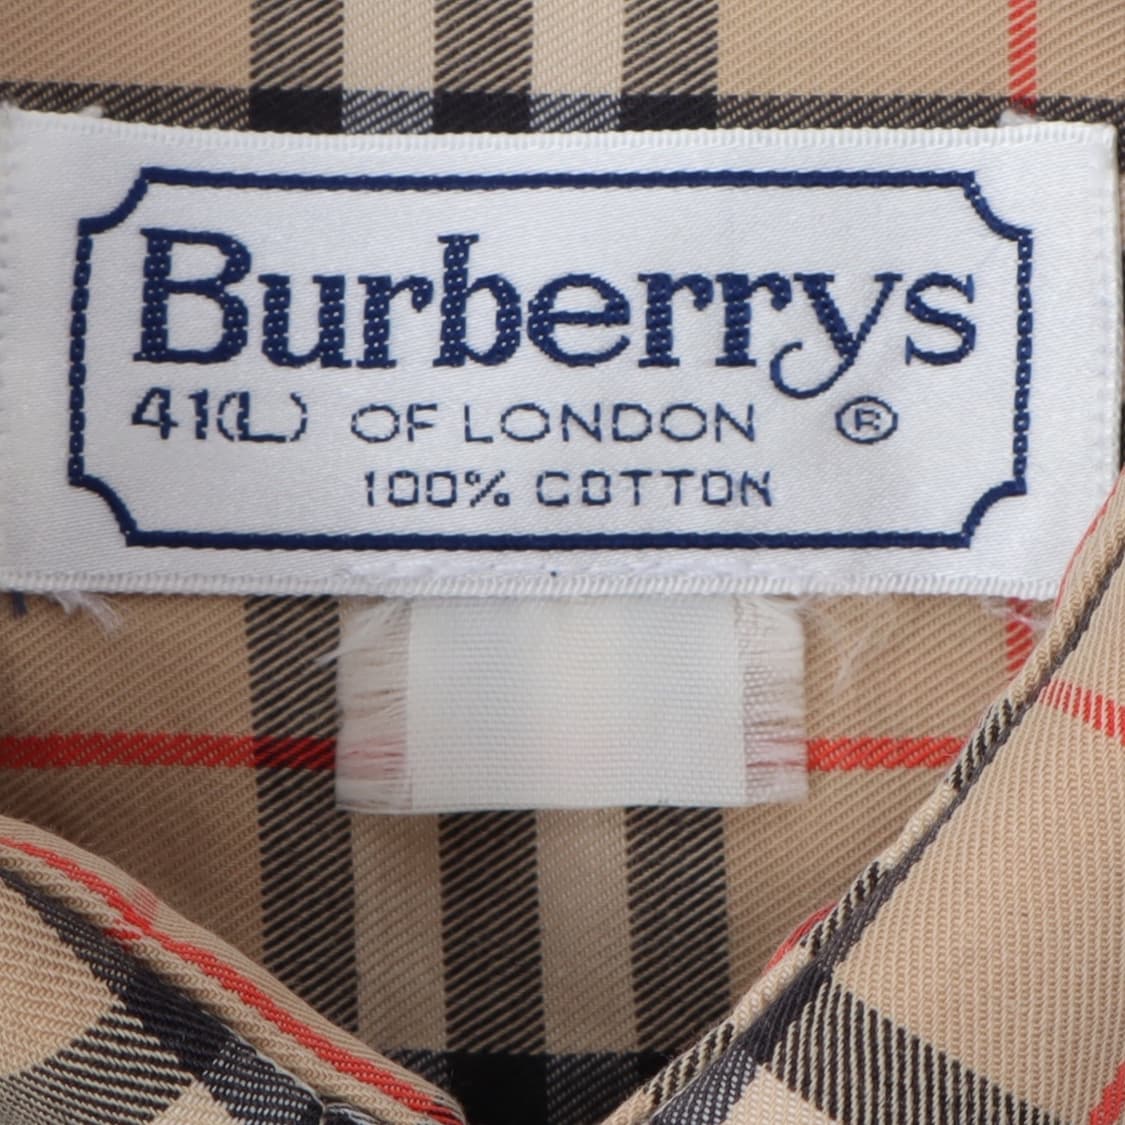 Burberrys
41(L) OF LONDON ®
100% COTTON